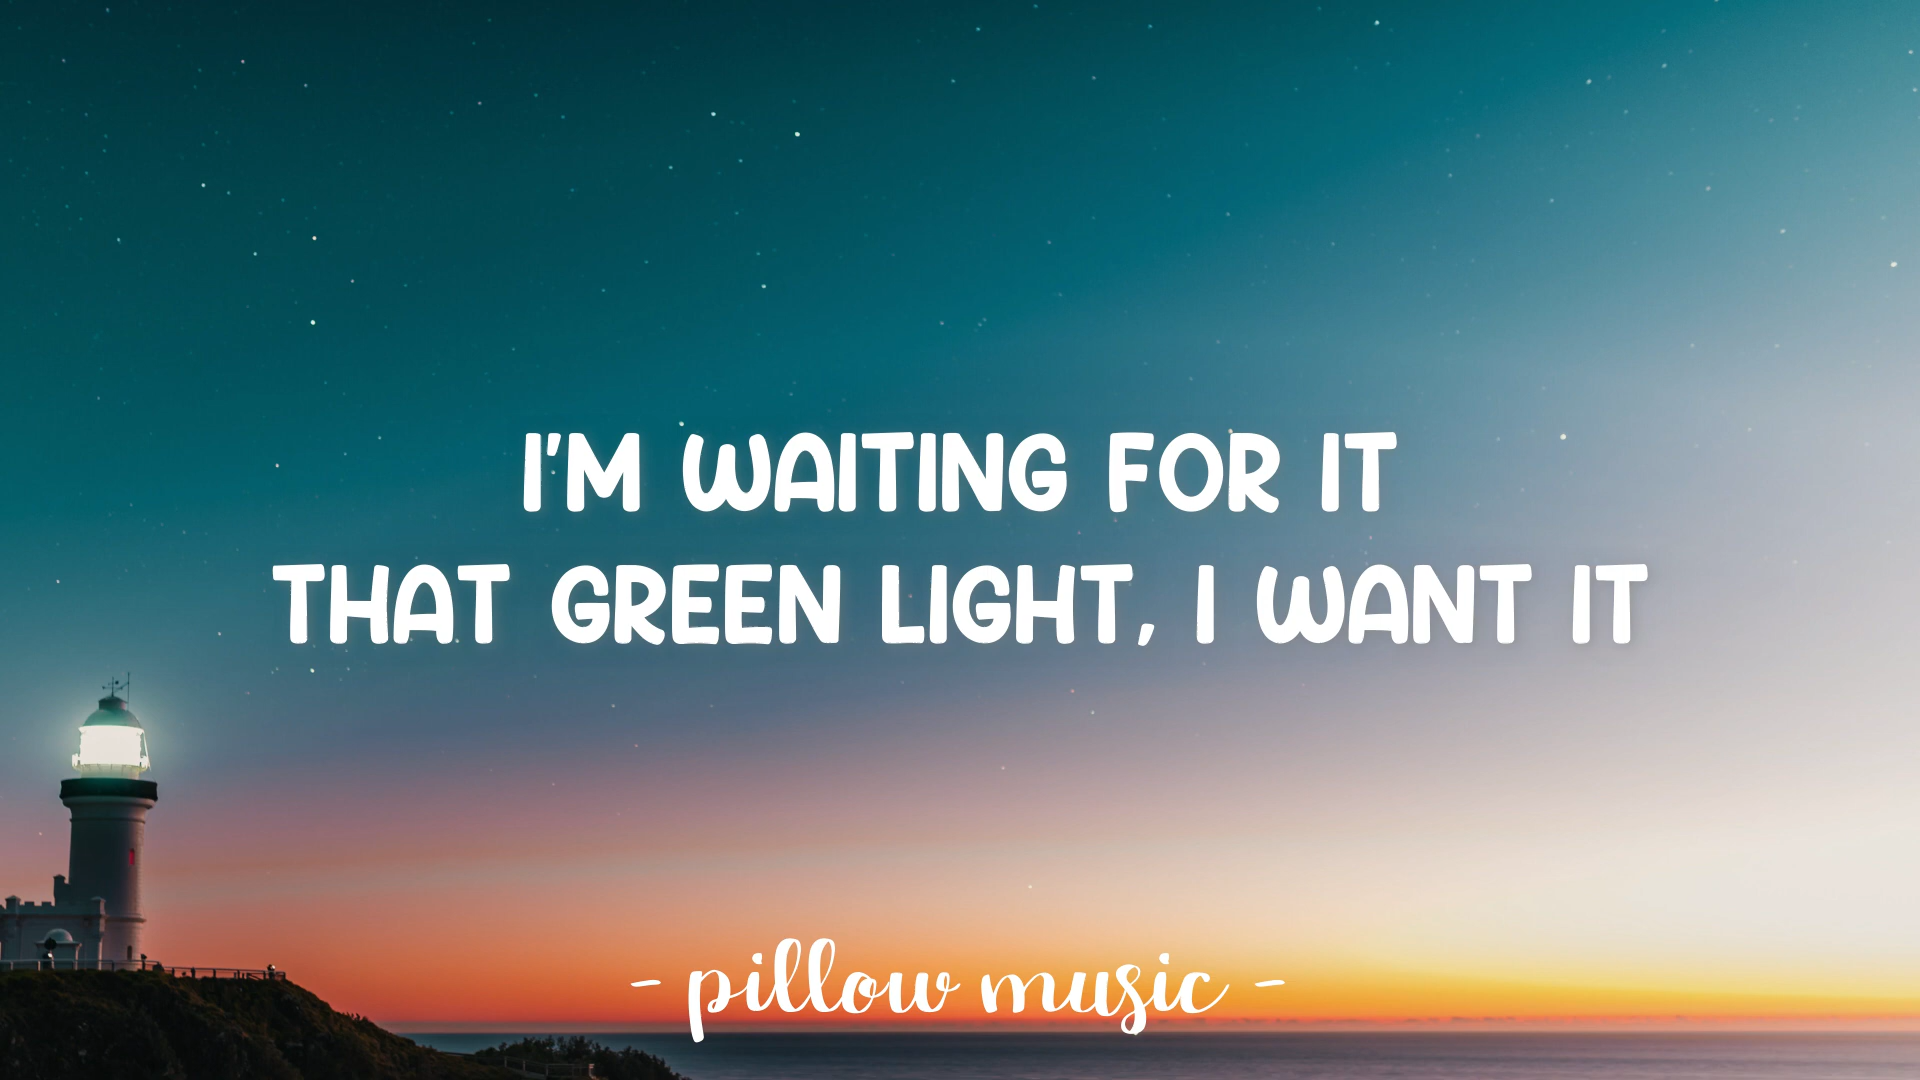 I'M WAITING FOR IT
THAT GREEN LIGHT, I WANT IT
- pillow music -